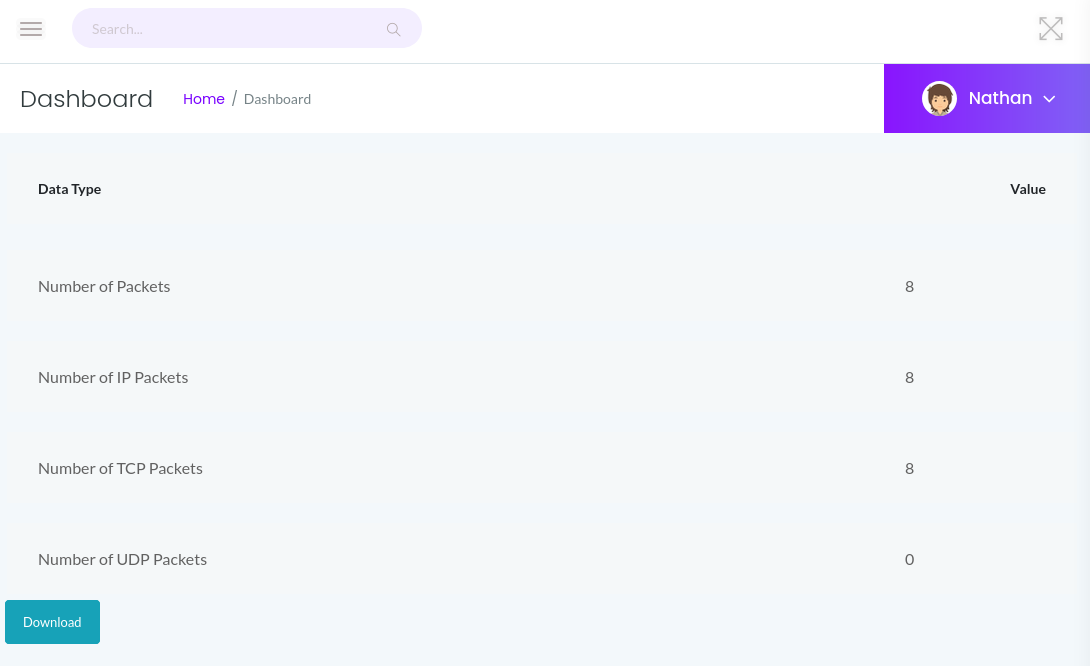 Search...
Dashboard Home / Dashboard Nathan
Data Type Value
Number of Packets 8
Number of IP Packets 8
Number of TCP Packets 8
Number of UDP Packets 0
Download